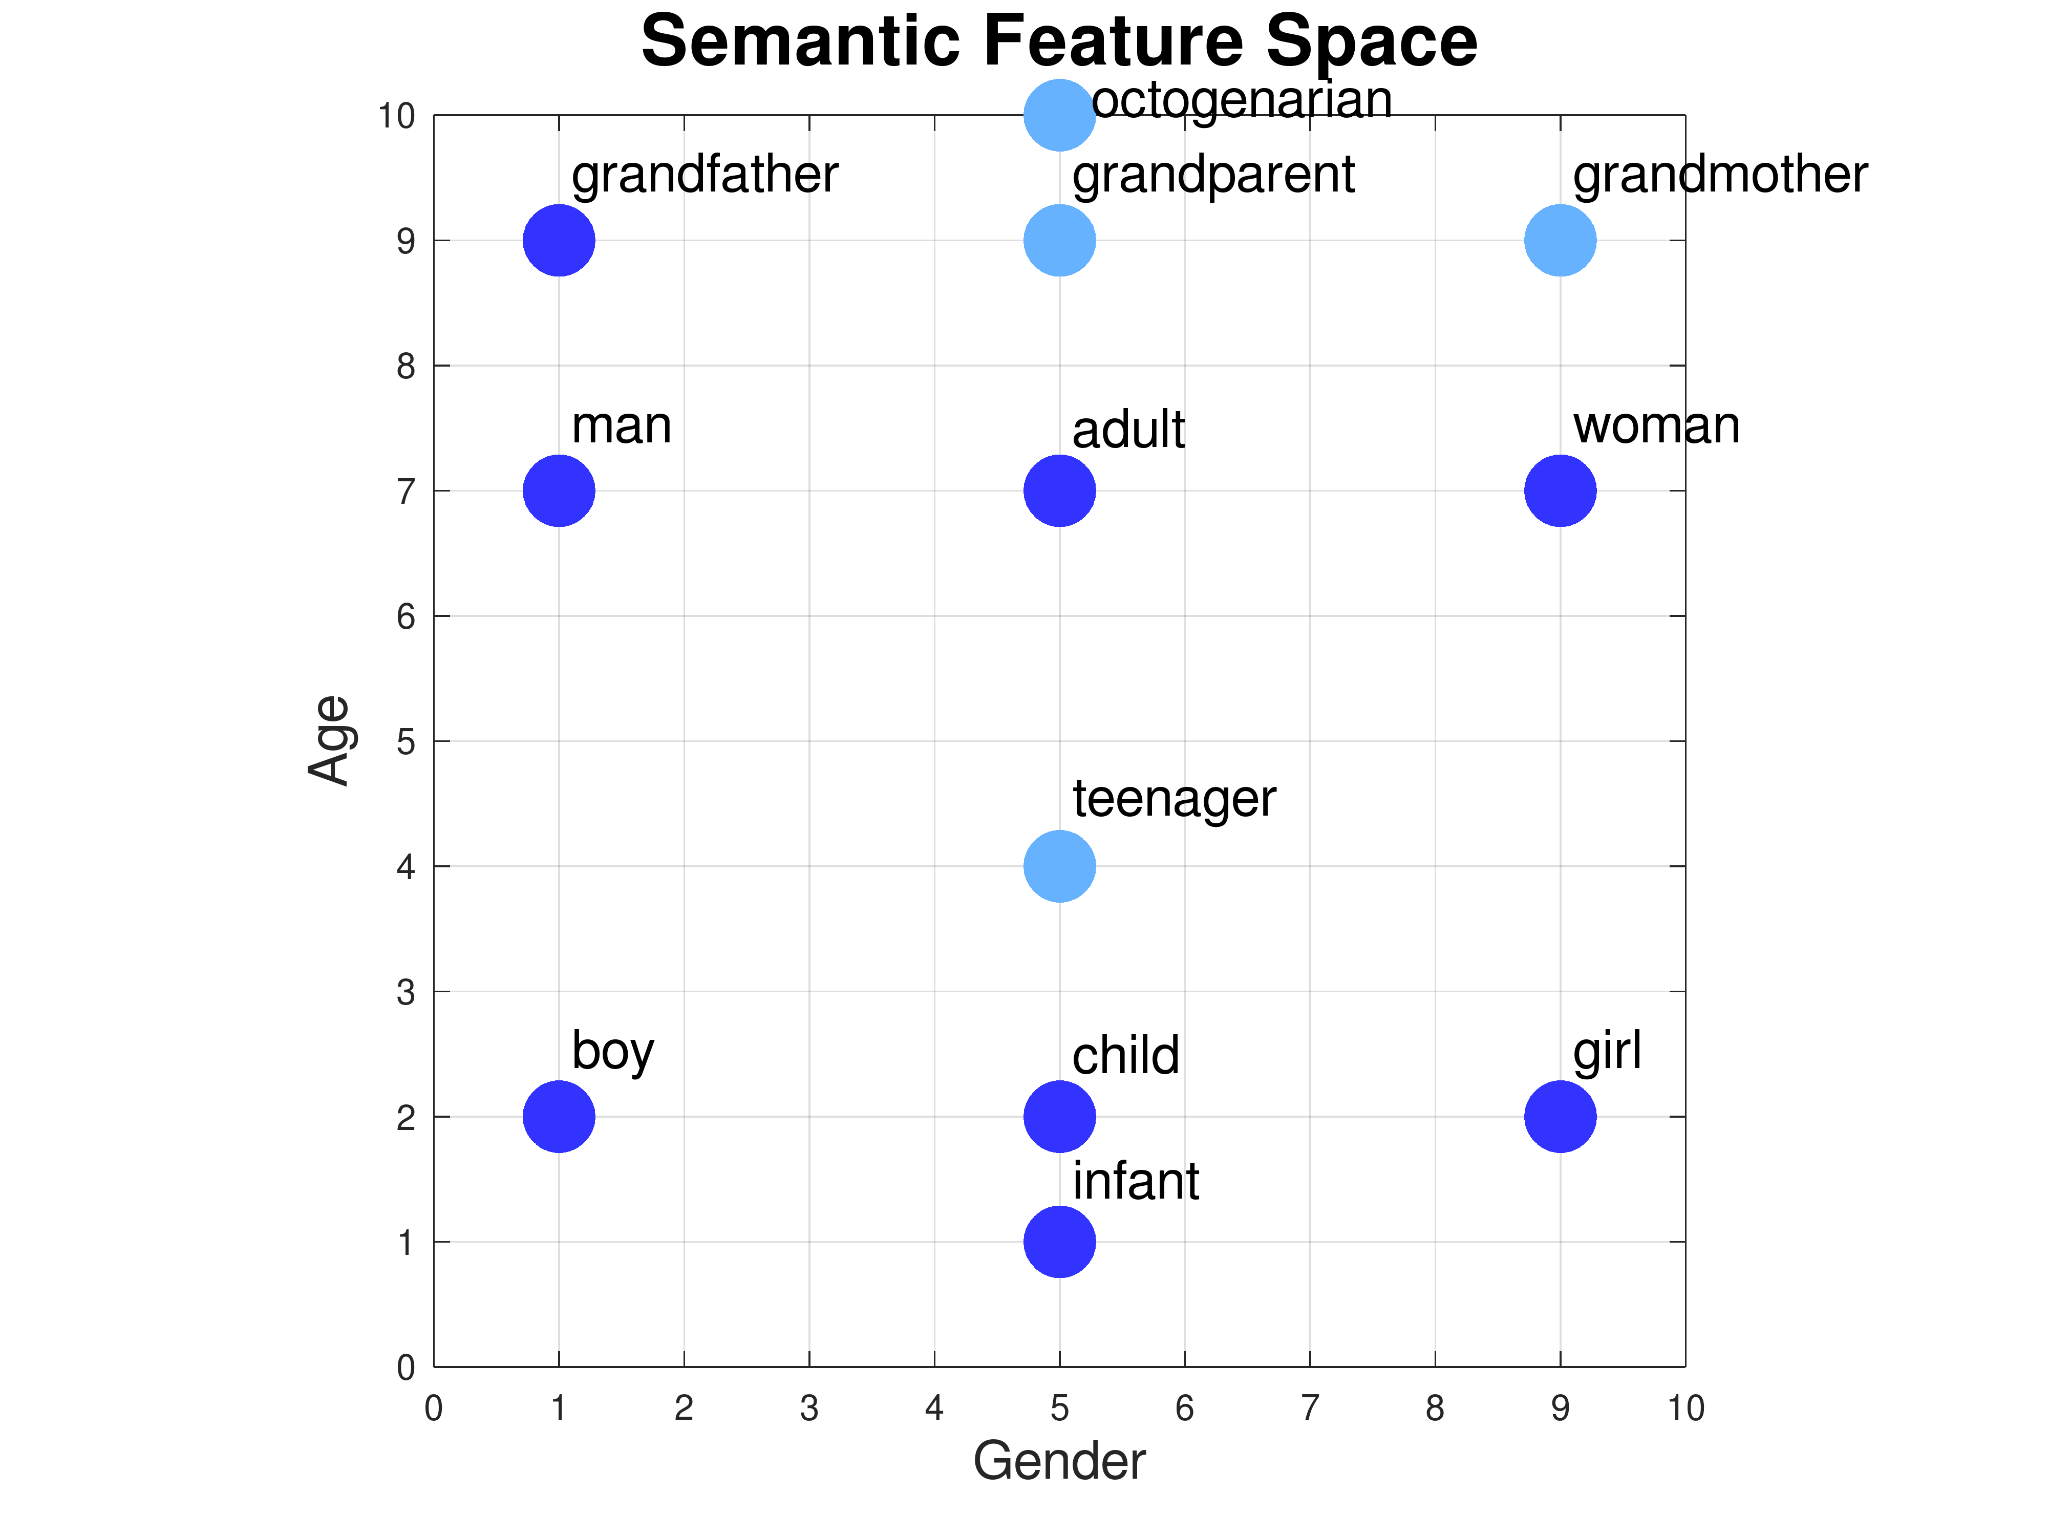 Semantic Feature Space
octogenarian
10
grandfather
grandparent
grandmother
9
8
man
adult
woman
7
6
Age
5
teenager
4
3
boy
child
girl
2
infant
1
0
0 1 2 3 4 5 6 7 8 9 10
Gender